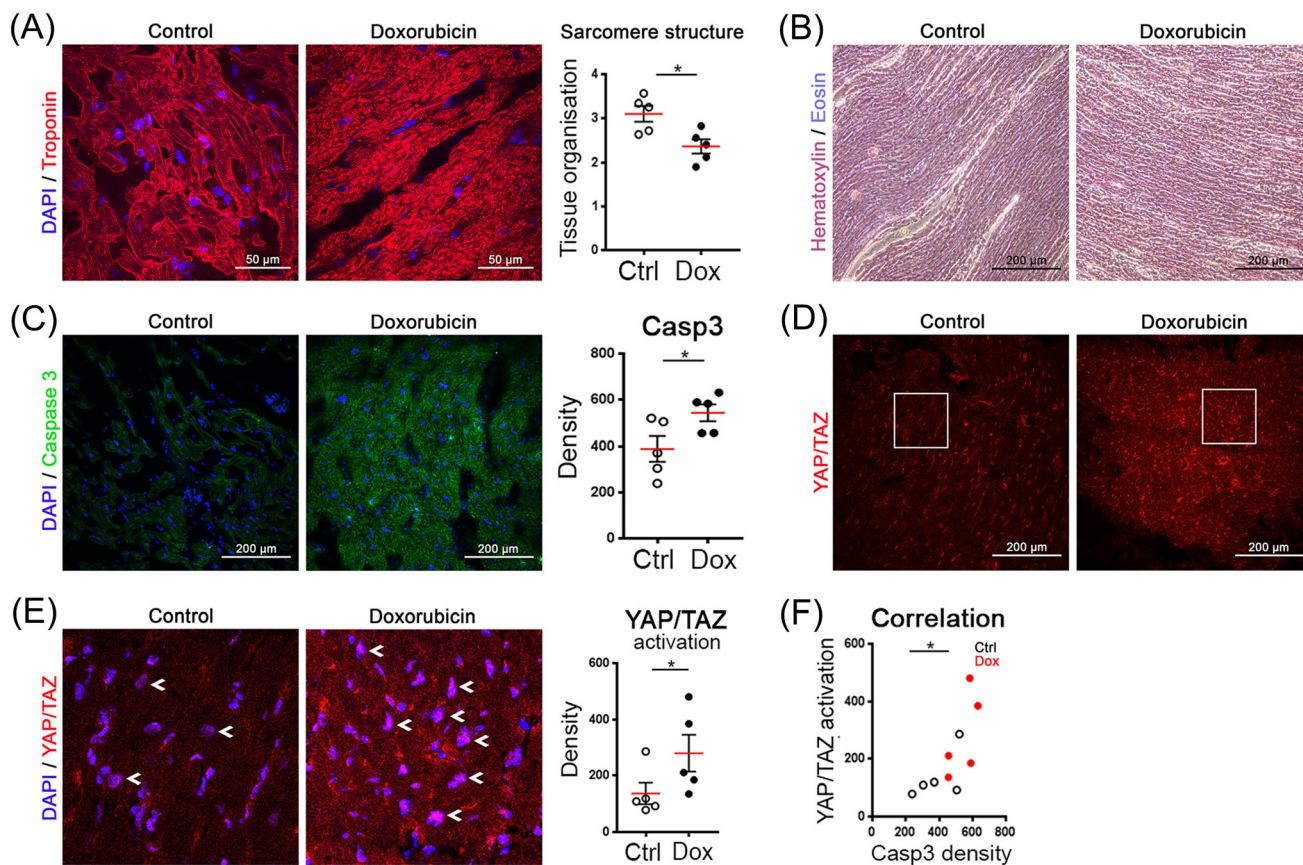 (A)
Control
Doxorubicin
Sarcomere structure
DAPI / Troponin
50 µm
50 µm
Tissue organisation
4
3
2
1
0
*
Ctrl
Dox
(B)
Control
Doxorubicin
Hematoxylin / Eosin
200 µm
200 µm
(C)
Control
Doxorubicin
Casp3
DAPI / Caspase 3
200 µm
200 µm
Density
800
600
400
200
0
*
Ctrl
Dox
(D)
Control
Doxorubicin
YAP/TAZ
200 µm
200 µm
(E)
Control
Doxorubicin
YAP/TAZ
activation
DAPI / YAP/TAZ
Density
600
400
200
0
*
Ctrl
Dox
(F)
Correlation
YAP/TAZ activation
600
400
200
0
*
Ctrl
Dox
0 200 400 600 800
Casp3 density